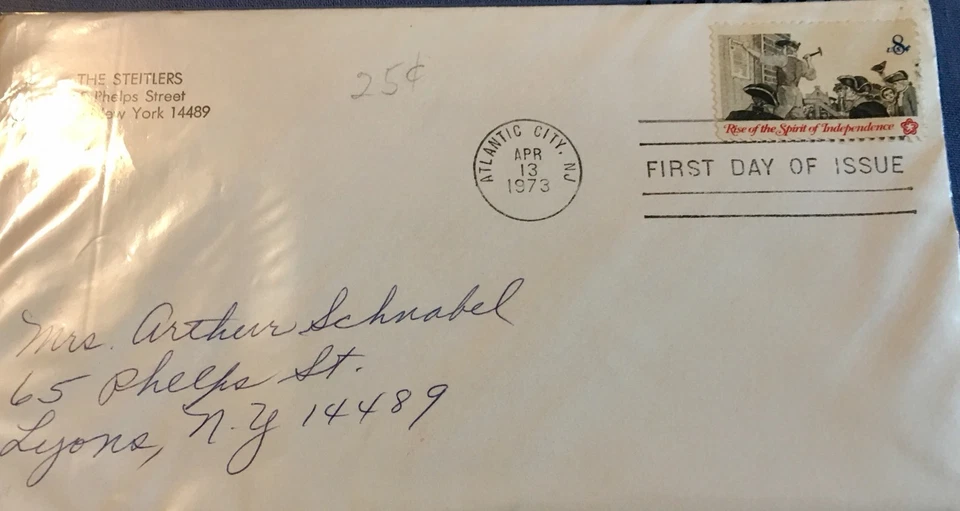 THE STEITLERS
Phelps Street
New York 14489
25¢
8
US
Rise of the Spirit of Independence
ATLANTIC CITY, NJ
APR
13
1973
FIRST DAY OF ISSUE
Mrs. Arthur Schnabel
65 Phelps St.
Lyons, N.Y 14489